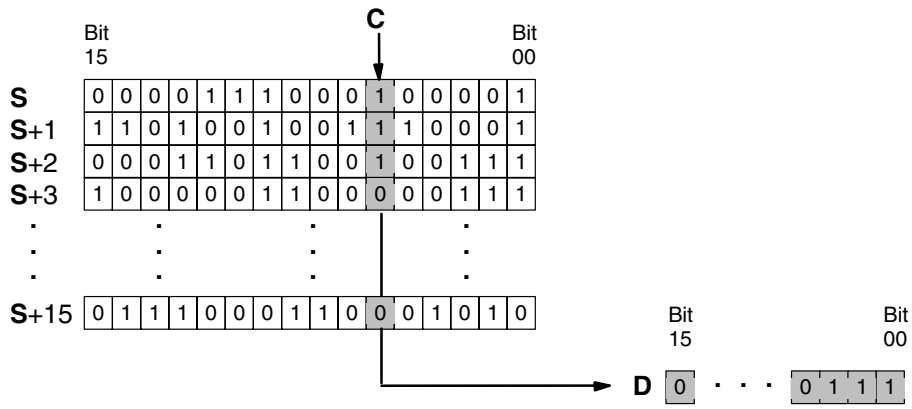 C
Bit Bit
15 00
S 0 0 0 0 1 1 1 0 0 0 1 0 0 0 0 1
S+1 1 1 0 1 0 0 1 0 0 1 1 1 0 0 0 1
S+2 0 0 0 1 1 0 1 1 0 0 1 0 0 1 1 1
S+3 1 0 0 0 0 0 1 1 0 0 0 0 0 1 1 1
. . . .
. . . .
. . . .
S+15 0 1 1 1 0 0 0 1 1 0 0 0 1 0 1 0
Bit Bit
15 00
D 0 . . . 0 1 1 1